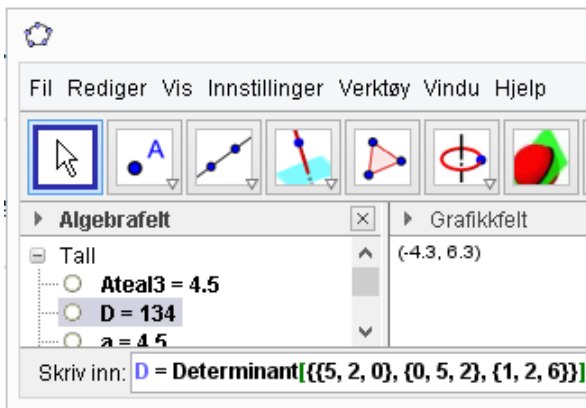 Fil Rediger Vis Innstillinger Verktøy Vindu Hjelp
A
Algebrafelt
Grafikkfelt
Tall
(-4.3, 6.3)
Ateal3 = 4.5
D = 134
a = 4.5
Skriv inn: D = Determinant[{{5, 2, 0}, {0, 5, 2}, {1, 2, 6}}]